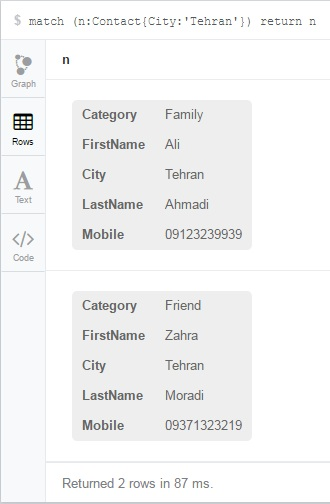 $ match (n:Contact{City:'Tehran'}) return n
n
Graph
Rows
Text
Code
Category Family
FirstName Ali
City Tehran
LastName Ahmadi
Mobile 09123239939
Category Friend
FirstName Zahra
City Tehran
LastName Moradi
Mobile 09371323219
Returned 2 rows in 87 ms.